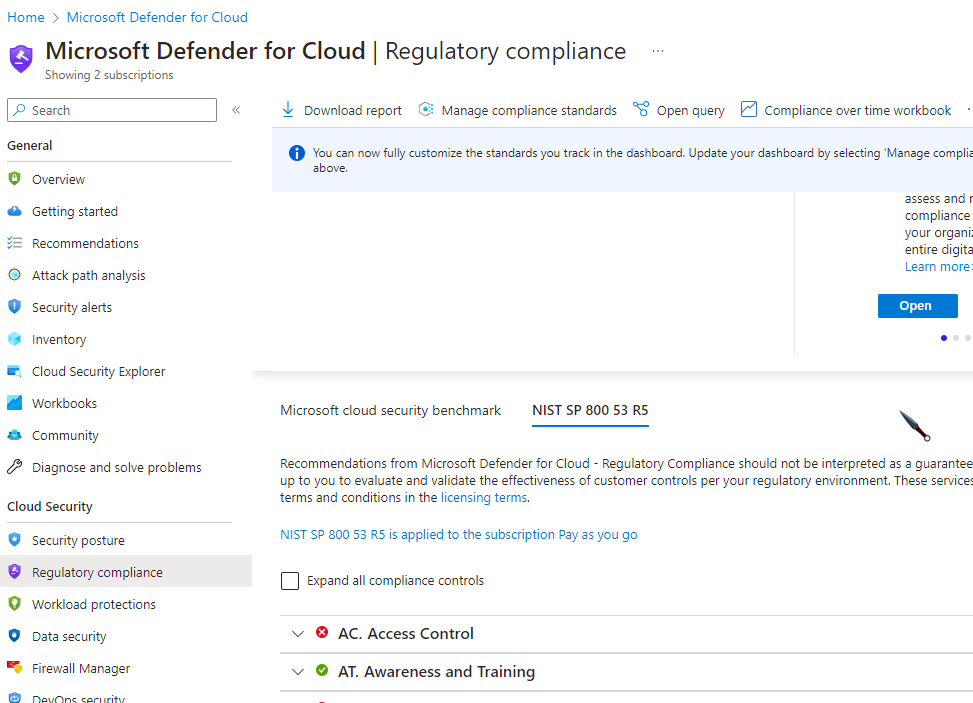 Home > Microsoft Defender for Cloud
Microsoft Defender for Cloud | Regulatory compliance ...
Showing 2 subscriptions
Search
«
General
Overview
Getting started
Recommendations
Attack path analysis
Security alerts
Inventory
Cloud Security Explorer
Workbooks
Community
Diagnose and solve problems
Cloud Security
Security posture
Regulatory compliance
Workload protections
Data security
Firewall Manager
DevOps security
Download report Manage compliance standards Open query Compliance over time workbook
You can now fully customize the standards you track in the dashboard. Update your dashboard by selecting 'Manage complia
above.
assess and
compliance
your organiz
entire digita
Learn more>
Open
Microsoft cloud security benchmark NIST SP 800 53 R5
Recommendations from Microsoft Defender for Cloud - Regulatory Compliance should not be interpreted as a guarantee
up to you to evaluate and validate the effectiveness of customer controls per your regulatory environment. These services
terms and conditions in the licensing terms.
NIST SP 800 53 R5 is applied to the subscription Pay as you go
Expand all compliance controls
AC. Access Control
AT. Awareness and Training